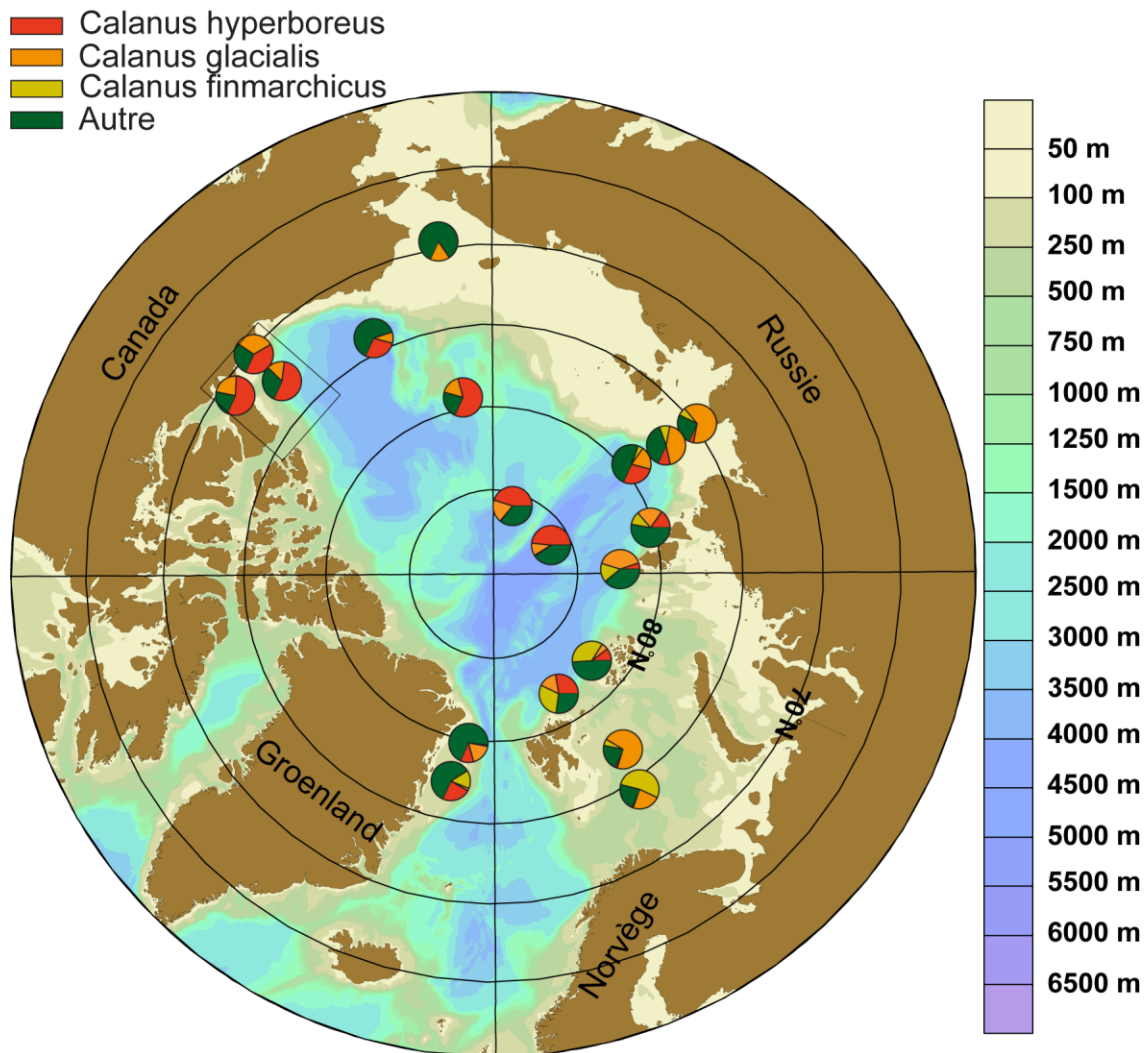 Calanus hyperboreus
Calanus glacialis
Calanus finmarchicus
Autre
50 m
100 m
250 m
500 m
750 m
1000 m
1250 m
1500 m
2000 m
2500 m
3000 m
3500 m
4000 m
4500 m
5000 m
5500 m
6000 m
6500 m
Canada
Russie
80°N
70°N
Groenland
Norvège